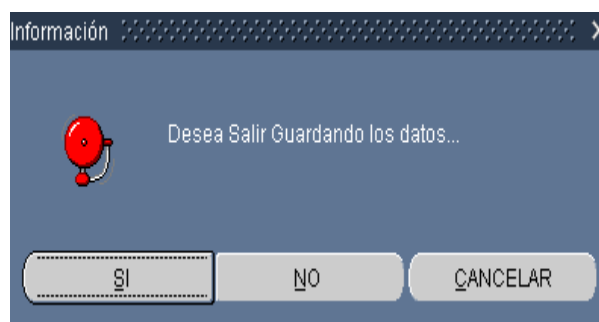 Información
Desea Salir Guardando los datos...
SI
NO
CANCELAR